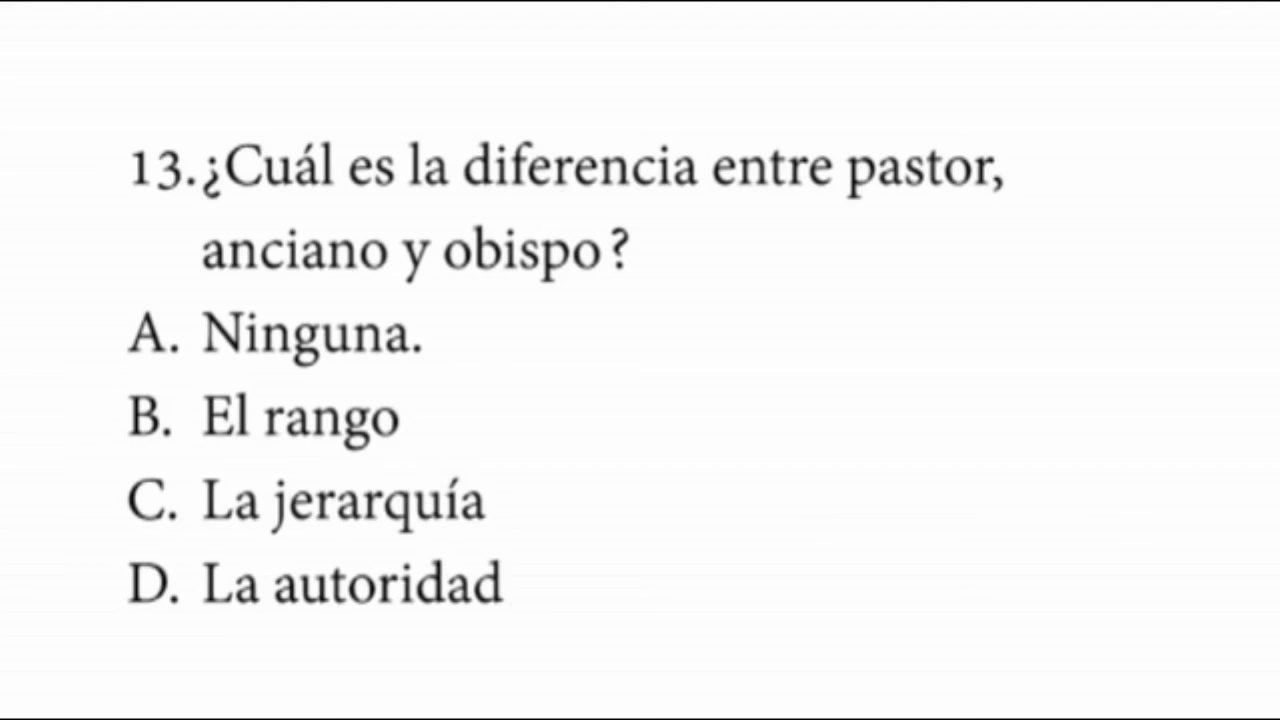 13. ¿Cuál es la diferencia entre pastor,
anciano y obispo?
A. Ninguna.
B. El rango
C. La jerarquía
D. La autoridad